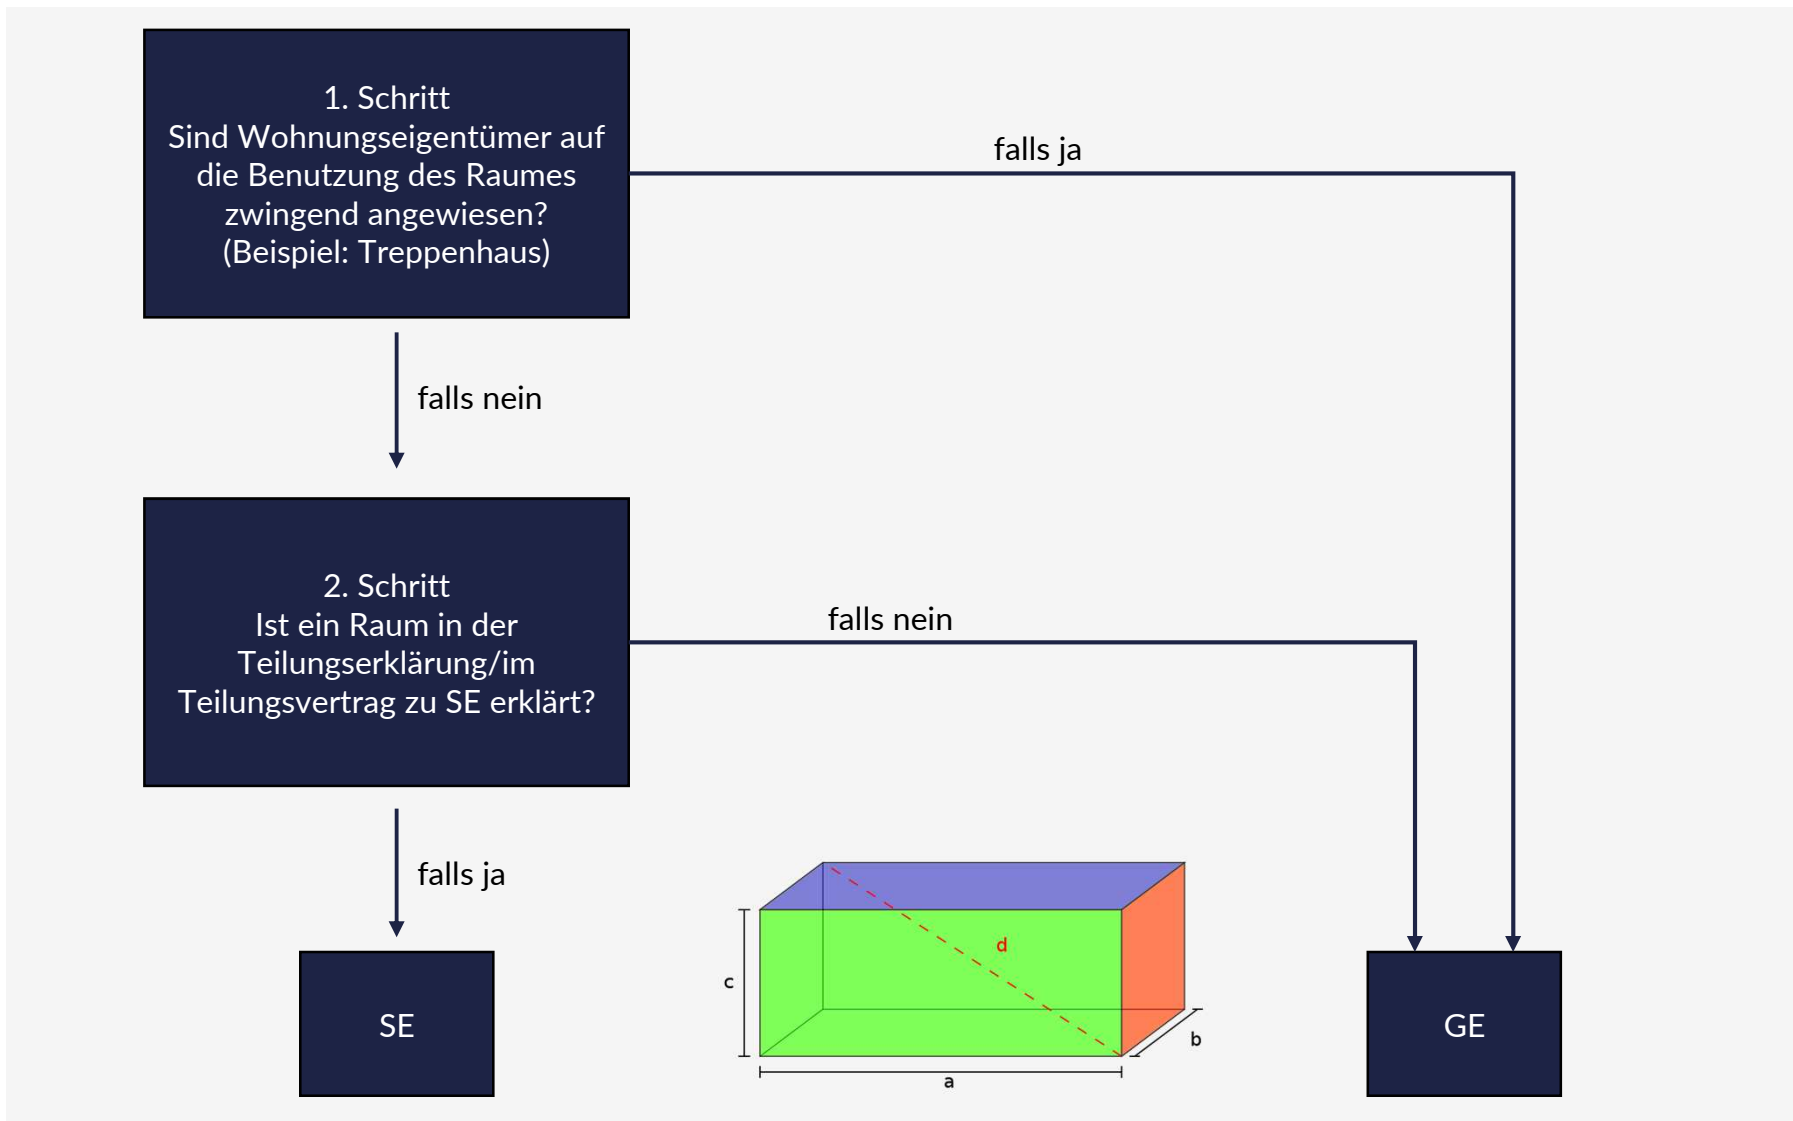 1. Schritt
Sind Wohnungseigentümer auf
die Benutzung des Raumes
zwingend angewiesen?
(Beispiel: Treppenhaus)
falls ja
falls nein
2. Schritt
Ist ein Raum in der
Teilungserklärung/im
Teilungsvertrag zu SE erklärt?
falls nein
falls ja
SE
c
d
b
a
GE